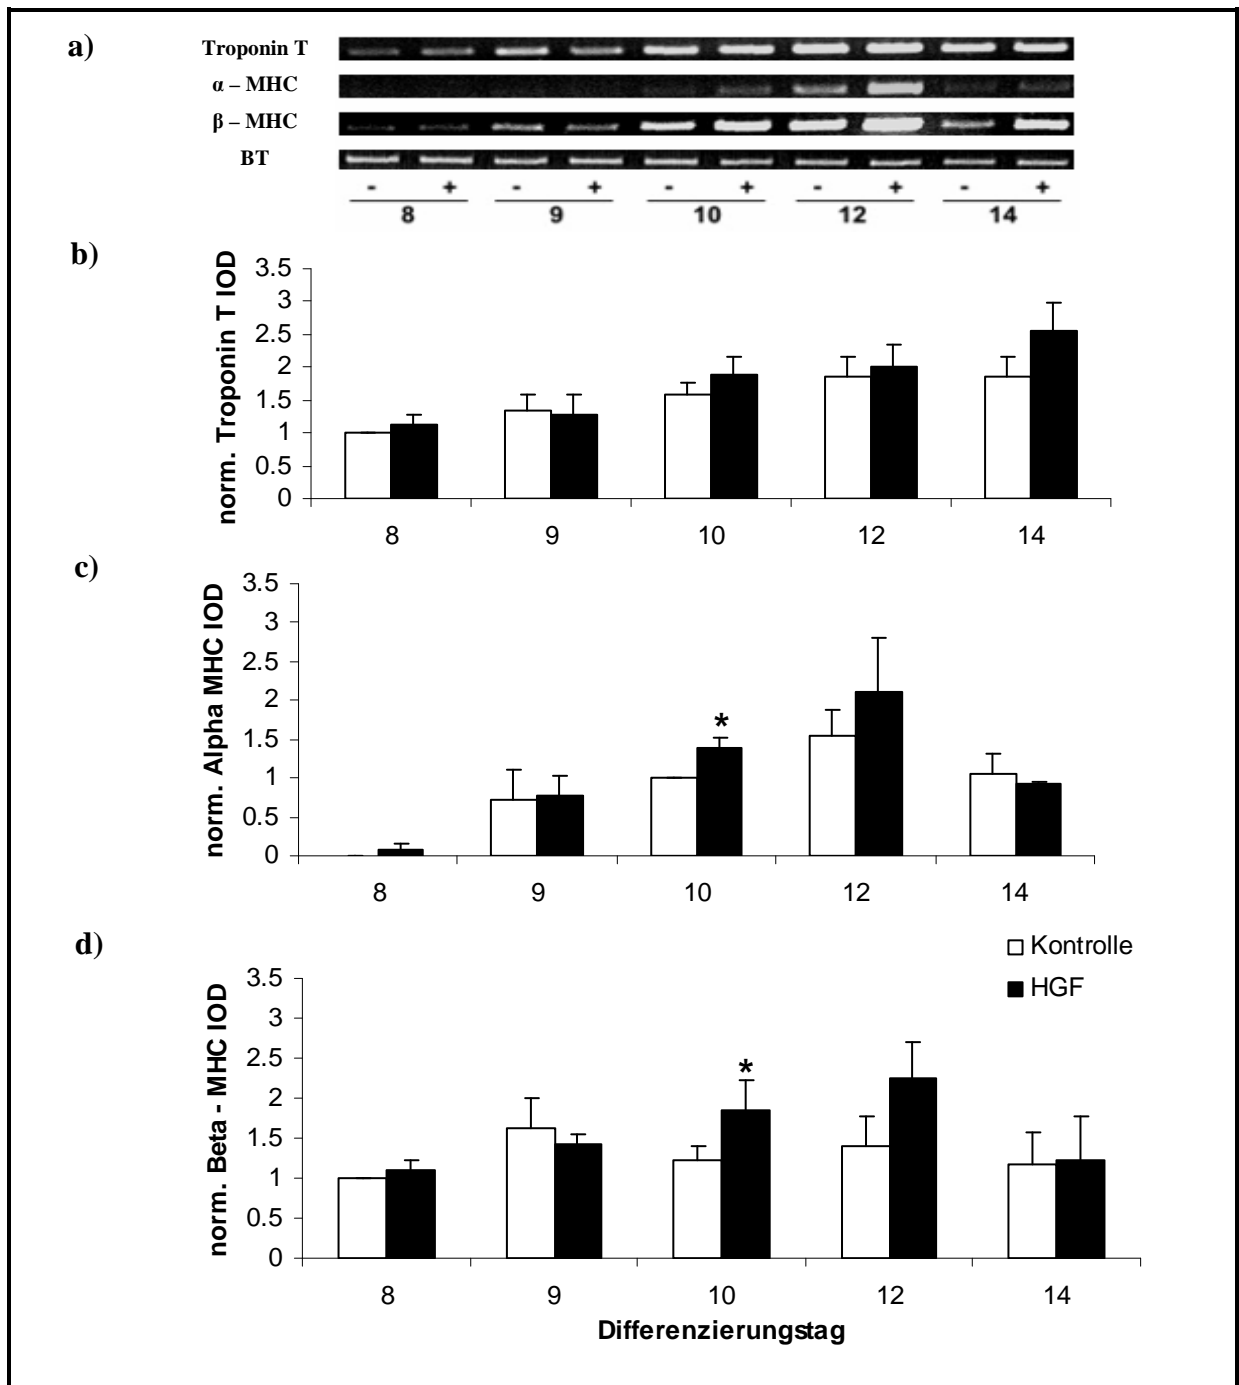 a)
Troponin T
α – MHC
β – MHC
BT
- + - + - + - + - +
8 9 10 12 14
b)
norm. Troponin T IOD
3.5
3
2.5
2
1.5
1
0.5
0
8 9 10 12 14
c)
norm. Alpha MHC IOD
3.5
3
2.5
2
1.5
1
0.5
0
*
8 9 10 12 14
d)
Kontrolle
HGF
norm. Beta - MHC IOD
3.5
3
2.5
2
1.5
1
0.5
0
*
8 9 10 12 14
Differenzierungstag